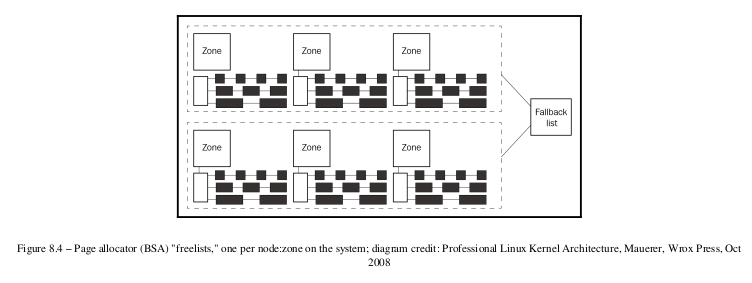 Zone Zone Zone
Fallback
list
Zone Zone Zone
Figure 8.4 – Page allocator (BSA) "freelists," one per node:zone on the system; diagram credit: Professional Linux Kernel Architecture, Mauerer, Wrox Press, Oct
2008